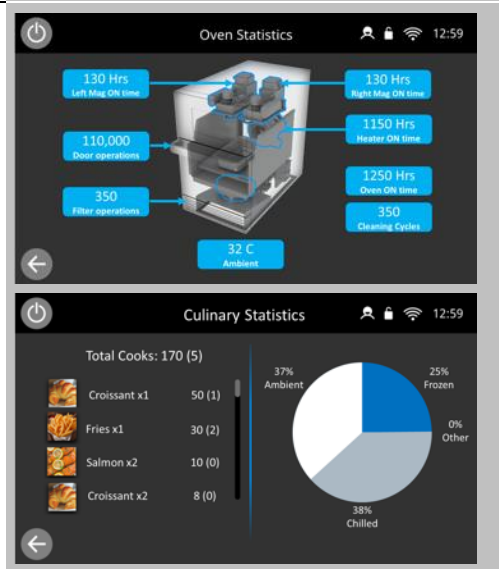 Oven Statistics
12:59
130 Hrs
Left Mag ON time
130 Hrs
Right Mag ON time
1150 Hrs
Heater ON time
110,000
Door operations
1250 Hrs
Oven ON time
350
Filter operations
350
Cleaning Cycles
32 C
Ambient
Culinary Statistics
12:59
Total Cooks: 170 (5)
Croissant x1 50 (1)
Fries x1 30 (2)
Salmon x2 10 (0)
Croissant x2 8 (0)
37%
Ambient
25%
Frozen
0%
Other
38%
Chilled